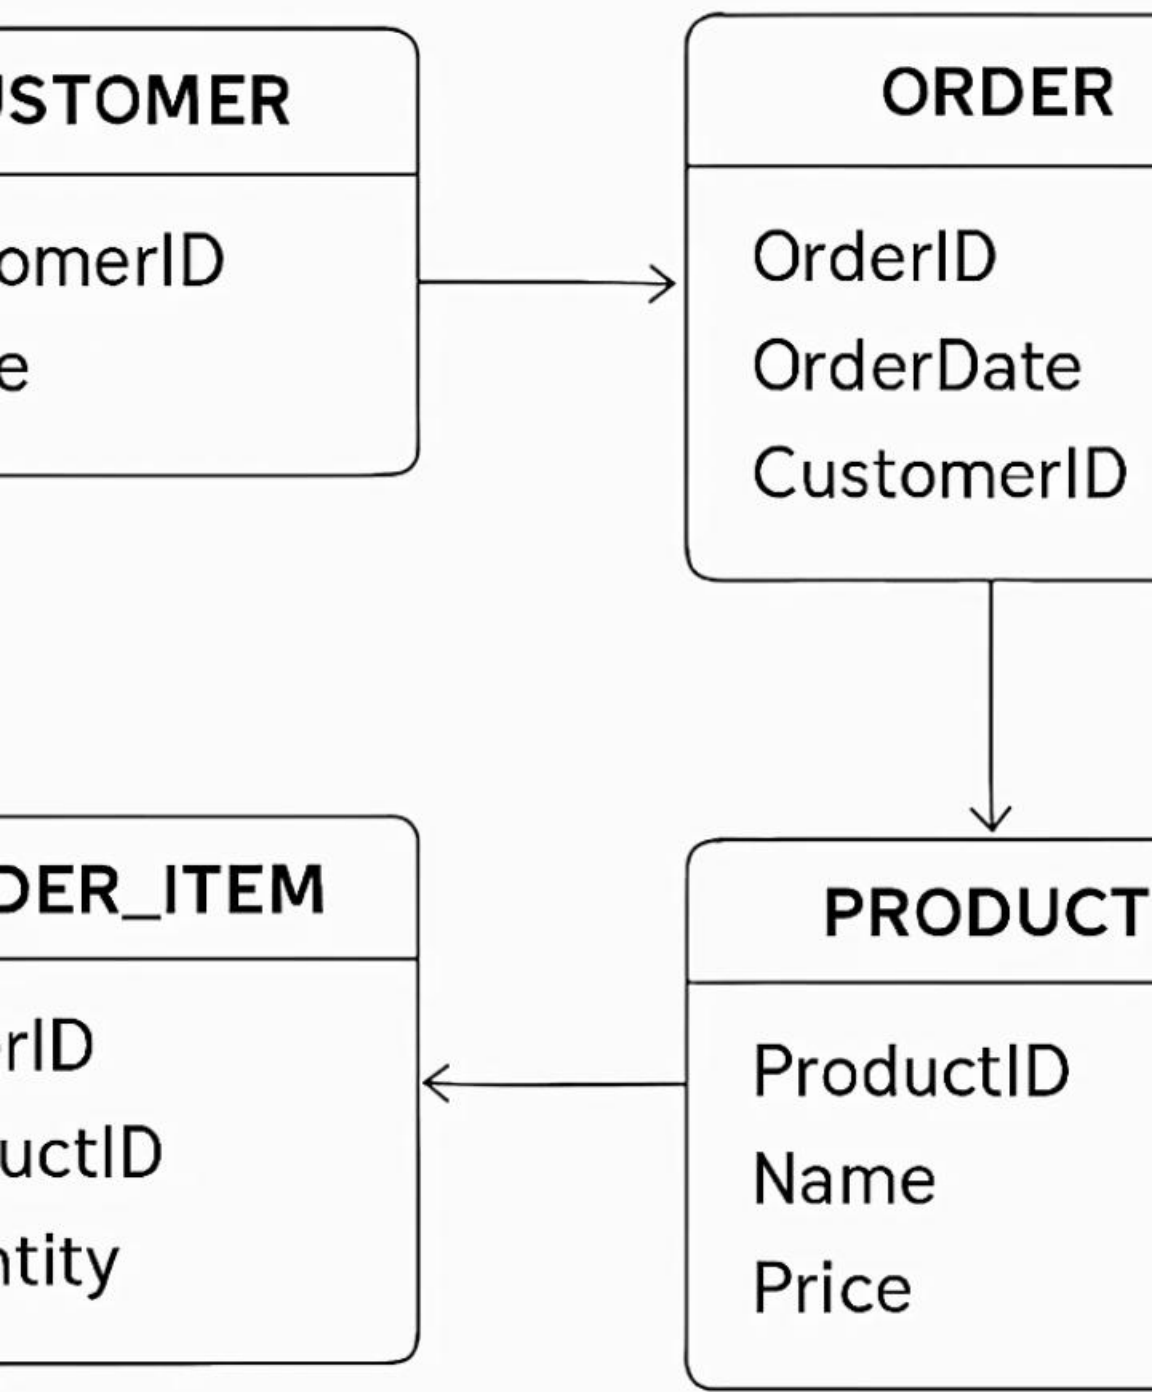 USTOMER
omerID
e
ORDER
OrderID
OrderDate
CustomerID
DER_ITEM
rID
uctID
ntity
PRODUCT
ProductID
Name
Price